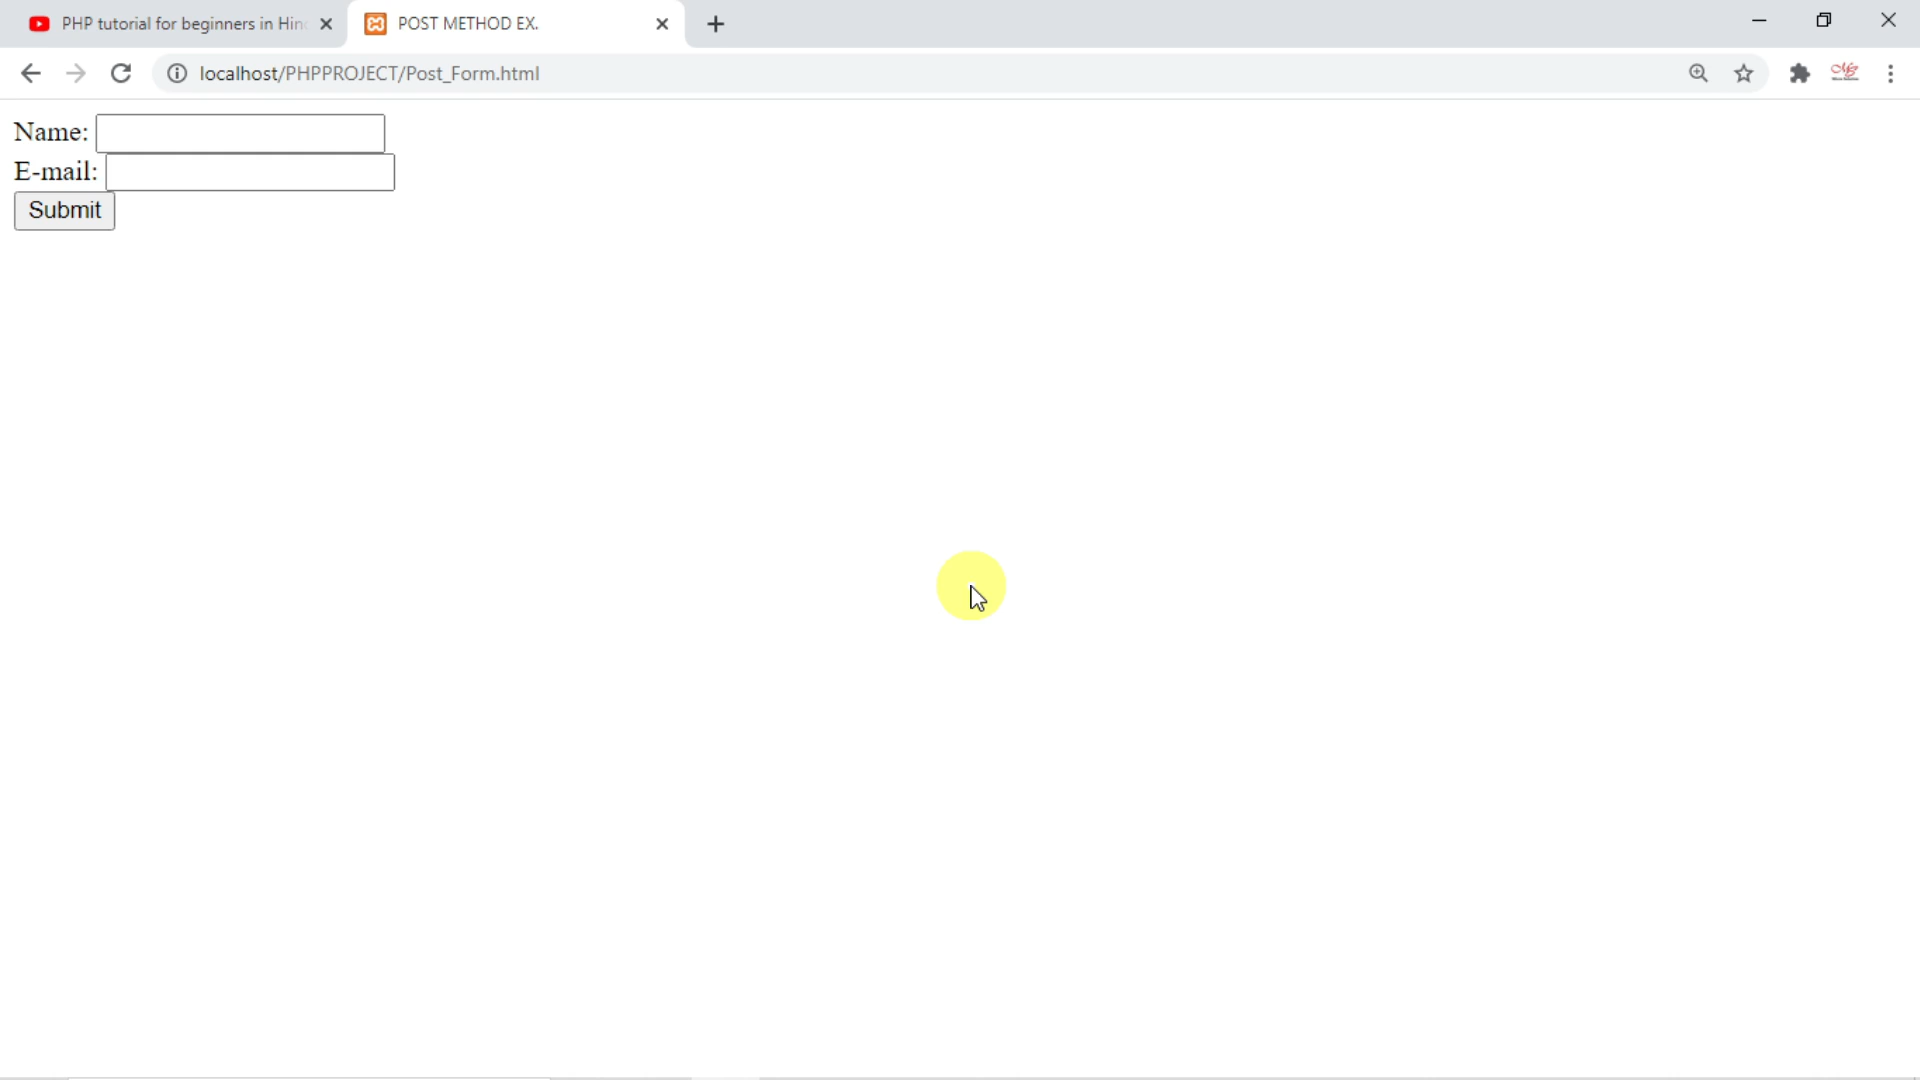 PHP tutorial for beginners in Hin
POST METHOD EX.
localhost/PHPPROJECT/Post_Form.html
Name:
E-mail:
Submit